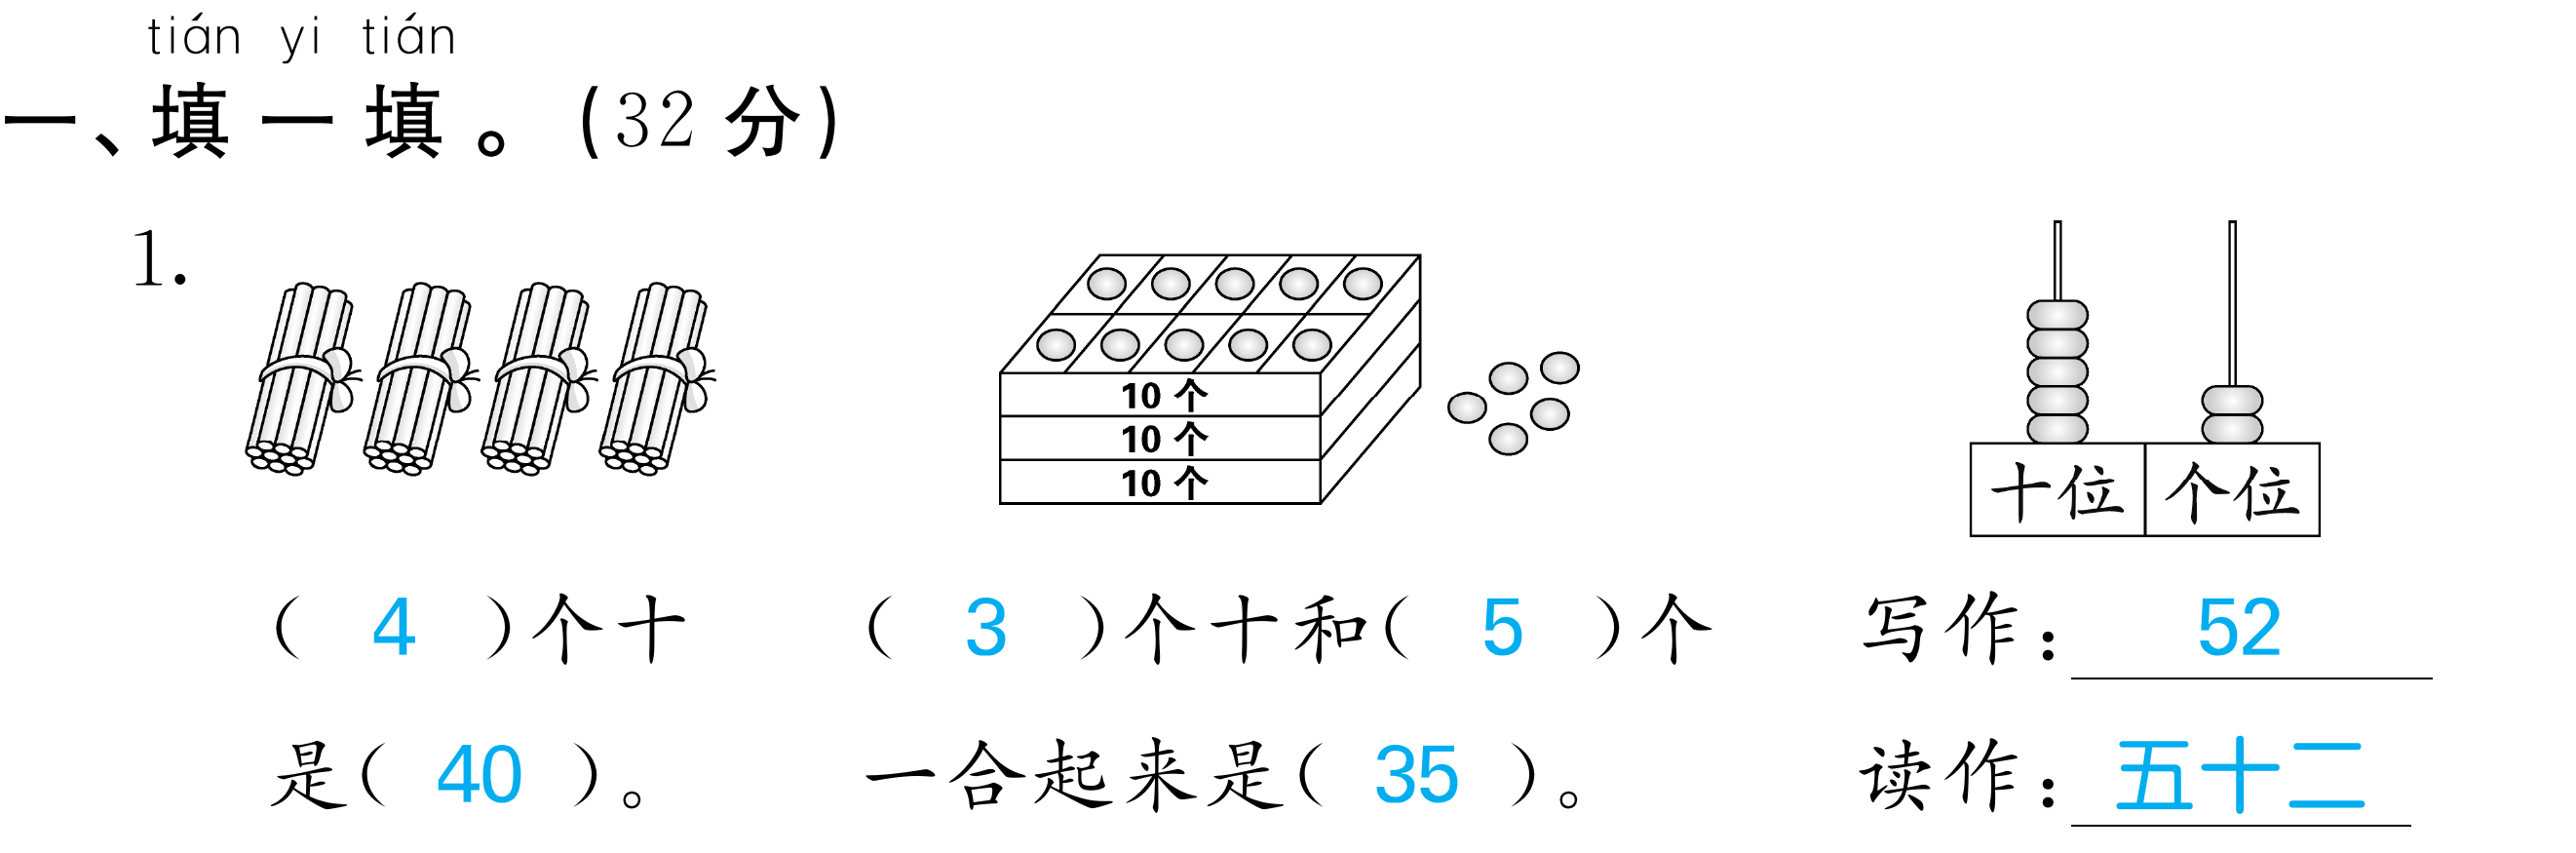 tián yi tián
一、填一填。(32分)
1.
10个
10个
10个
十位 个位
(4)个十 (3)个十和(5)个 写作:52
是(40)。 一合起来是(35)。 读作:五十二